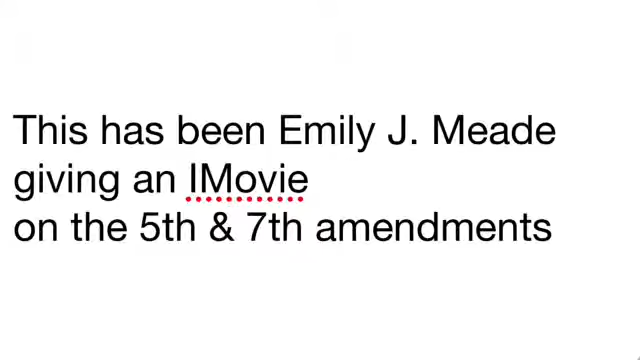 This has been Emily J. Meade
giving an IMovie
on the 5th & 7th amendments